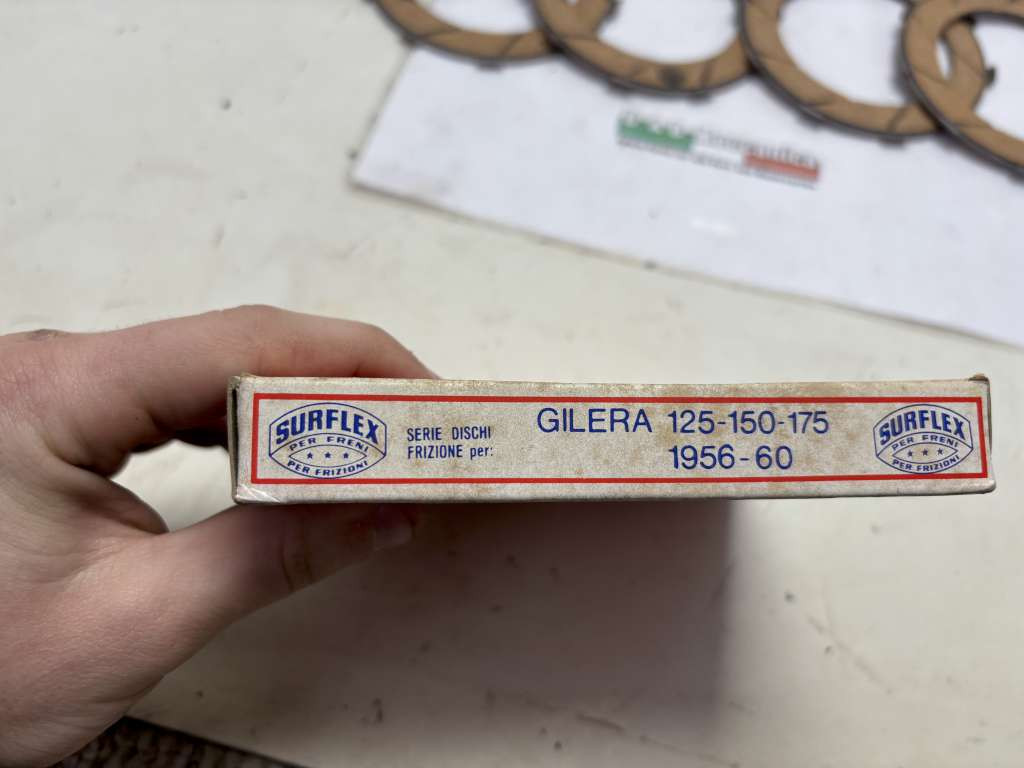 SURFLEX
PER FRENI
PER FRIZIONI
SERIE DISCHI
FRIZIONE per:
GILERA 125-150-175
1956-60
SURFLEX
PER FRENI
PER FRIZIONI